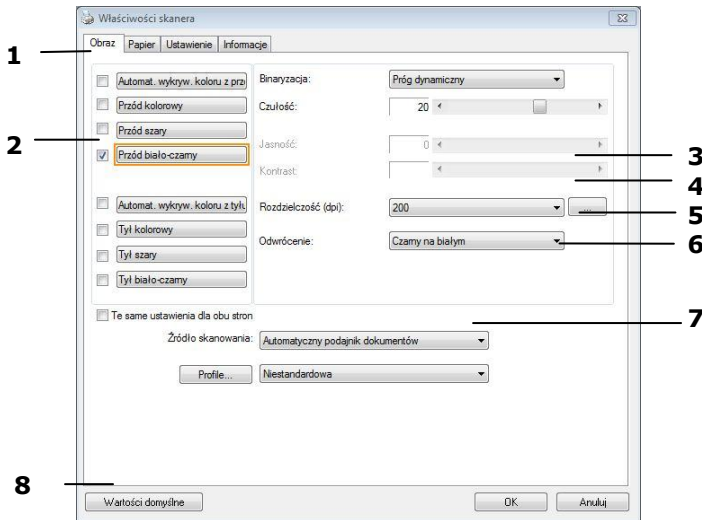 Właściwości skanera
Obraz Papier Ustawienie Informacje
1
Automat. wykryw. koloru z prz
Binaryzacja: Próg dynamiczny
Przód kolorowy
Czułość: 20
Przód szary
2
Jasność: 0
3
Przód biało-czarny
Kontrast:
4
Automat. wykryw. koloru z tyłu
Rozdzielczość (dpi): 200 ...
5
Tył kolorowy
Odwrócenie: Czarny na białym
6
Tył szary
Tył biało-czarny
Te same ustawienia dla obu stron
7
Źródło skanowania: Automatyczny podajnik dokumentów
Profile... Niestandardowa
8
Wartości domyślne OK Anuluj